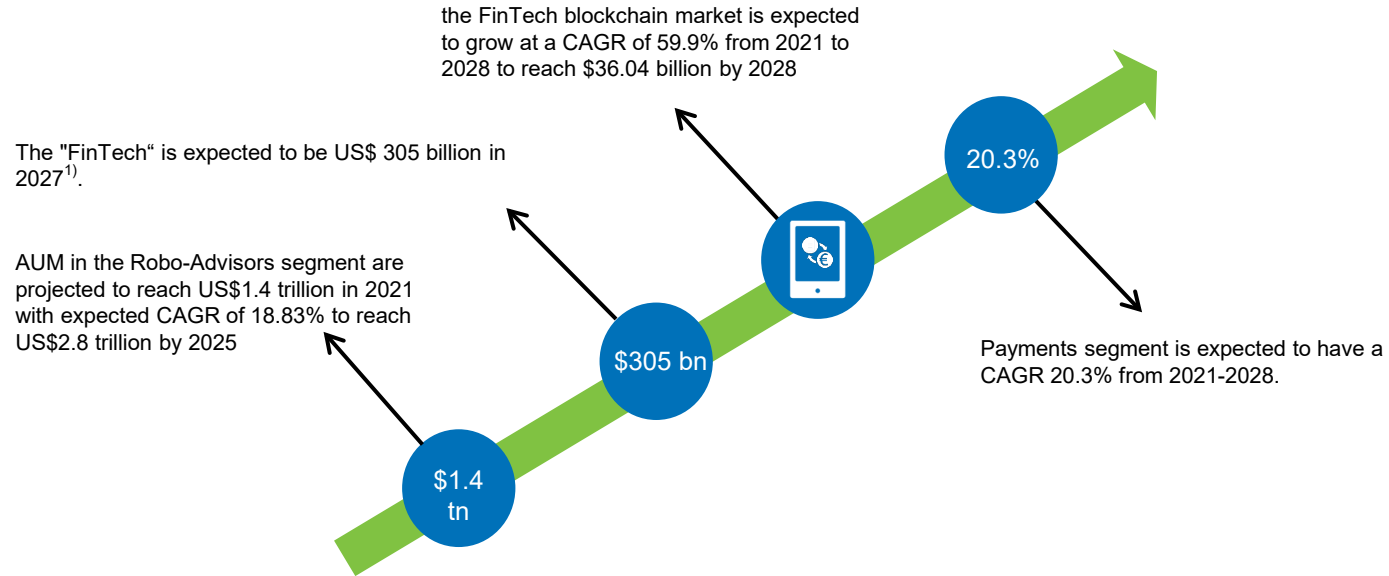 the FinTech blockchain market is expected
to grow at a CAGR of 59.9% from 2021 to
2028 to reach $36.04 billion by 2028
The "FinTech“ is expected to be US$ 305 billion in
2027¹⁾.
AUM in the Robo-Advisors segment are
projected to reach US$1.4 trillion in 2021
with expected CAGR of 18.83% to reach
US$2.8 trillion by 2025
20.3%
€
$305 bn
Payments segment is expected to have a
CAGR 20.3% from 2021-2028.
$1.4
tn